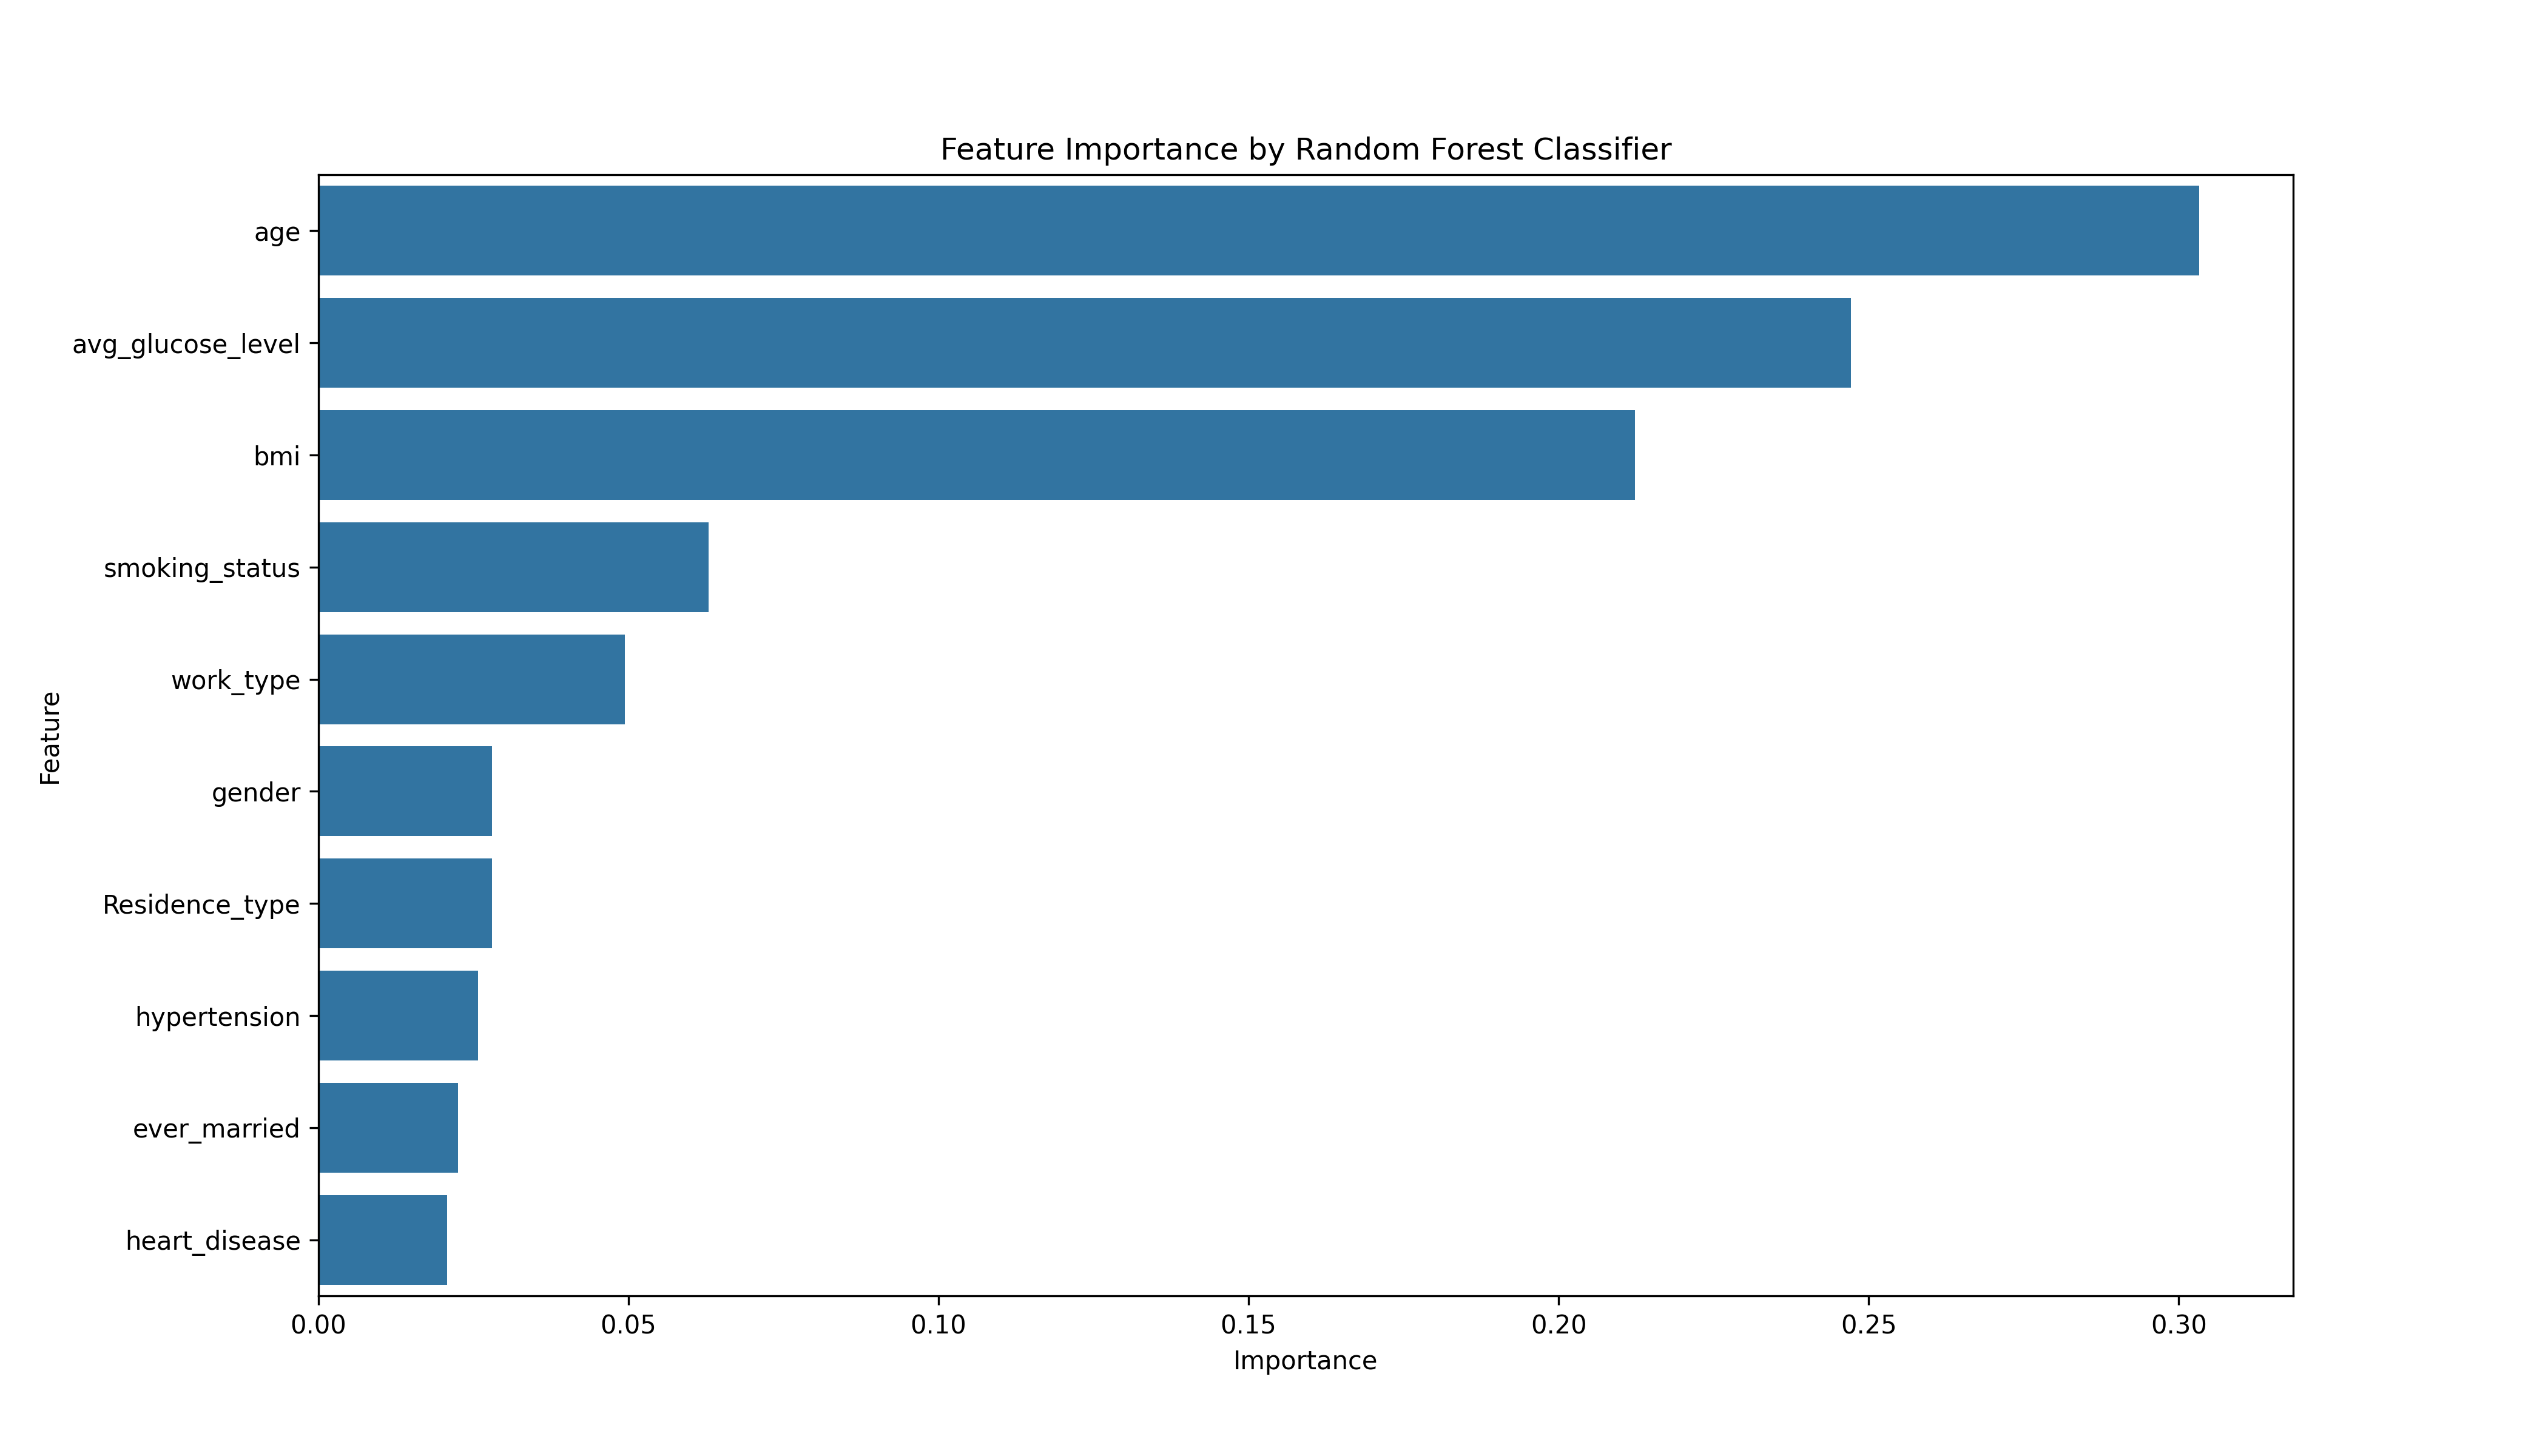 Feature Importance by Random Forest Classifier
age
avg_glucose_level
bmi
smoking_status
work_type
gender
Residence_type
hypertension
ever_married
heart_disease
Feature
0.00 0.05 0.10 0.15 0.20 0.25 0.30
Importance